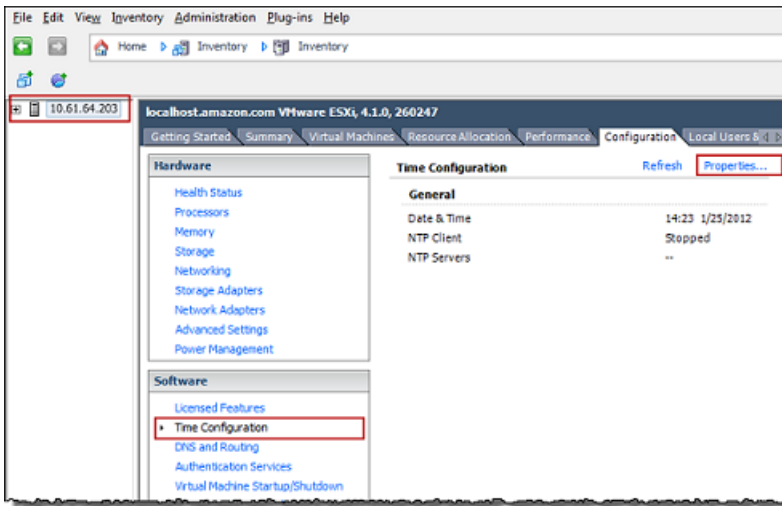 File Edit View Inventory Administration Plug-ins Help
Home Inventory Inventory
10.61.64.203
localhost.amazon.com VMware ESXi, 4.1.0, 260247
Getting Started Summary Virtual Machines Resource Allocation Performance Configuration Local Users &
Hardware
Health Status
Processors
Memory
Storage
Networking
Storage Adapters
Network Adapters
Advanced Settings
Power Management
Software
Licensed Features
Time Configuration
DNS and Routing
Authentication Services
Virtual Machine Startup/Shutdown
Time Configuration Refresh Properties...
General
Date & Time 14:23 1/25/2012
NTP Client Stopped
NTP Servers --